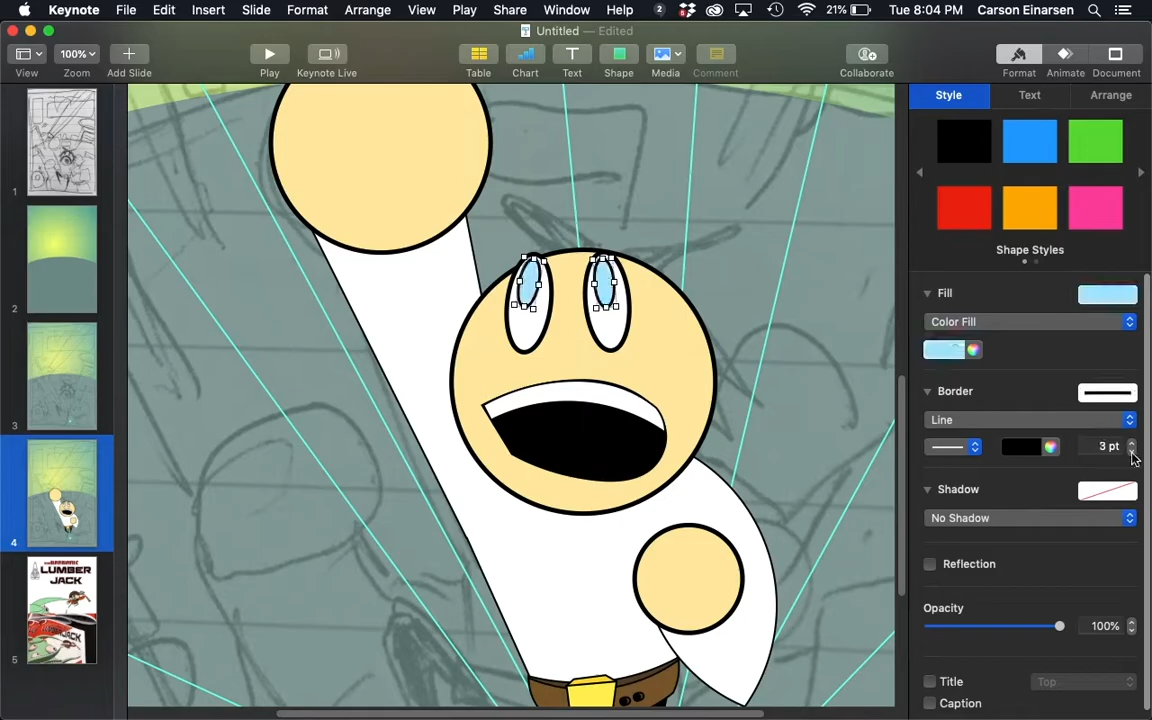 Keynote File Edit Insert Slide Format Arrange View Play Share Window Help 2 21% Tue 8:04 PM Carson Einarsen
Untitled — Edited
100%
View Zoom Add Slide Play Keynote Live Table Chart Text Shape Media Comment Collaborate Format Animate Document
Style Text Arrange
Shape Styles
Fill
Color Fill
Border
Line
3 pt
Shadow
No Shadow
Reflection
Opacity
100%
Title Top
Caption
1
2
3
4
5
LUMBER
JACK